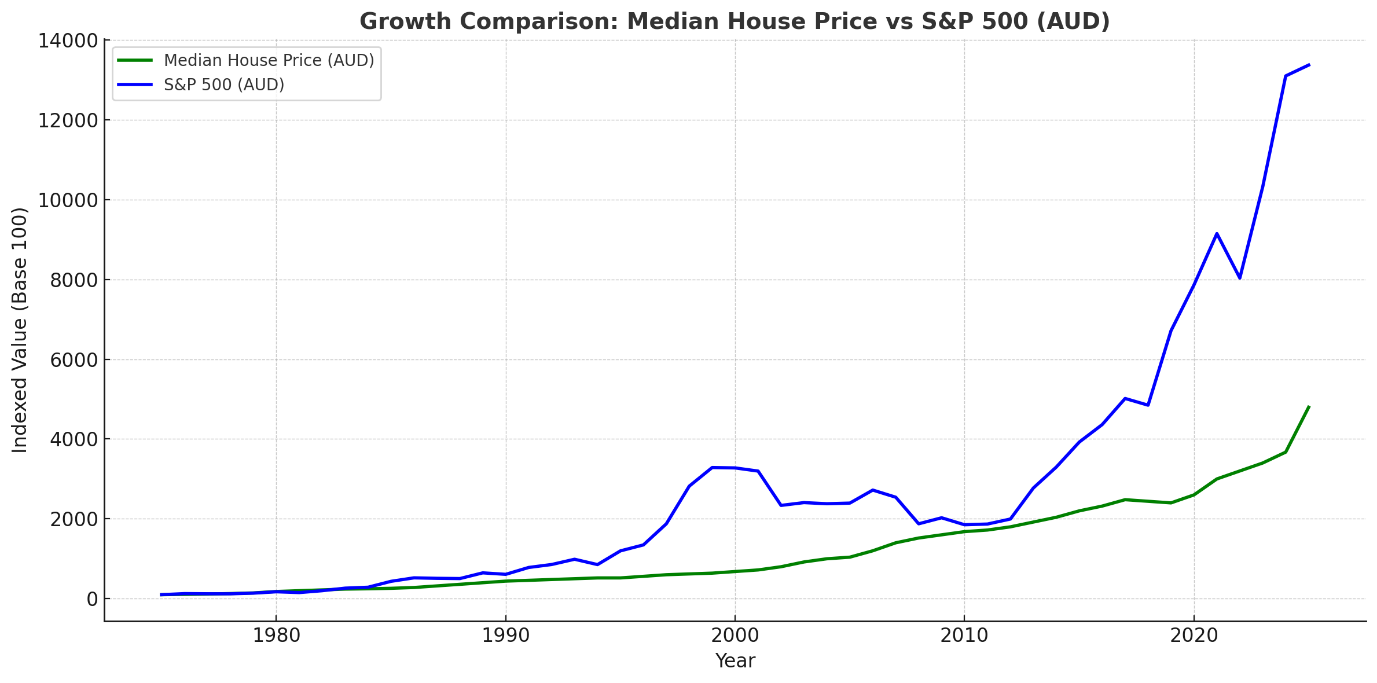 Growth Comparison: Median House Price vs S&P 500 (AUD)
Median House Price (AUD)
S&P 500 (AUD)
Indexed Value (Base 100)
14000
12000
10000
8000
6000
4000
2000
0
1980 1990 2000 2010 2020
Year